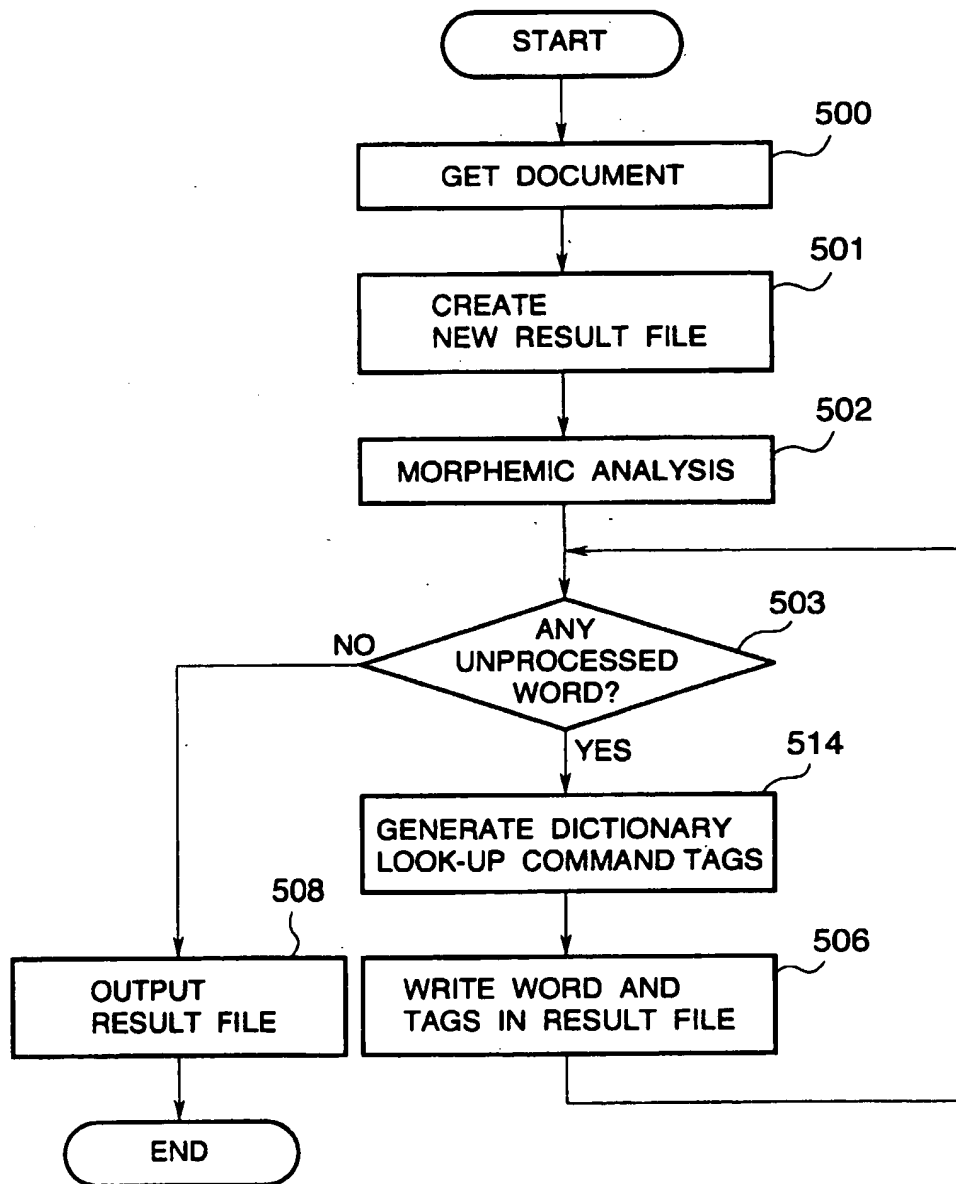 START
500
GET DOCUMENT
501
CREATE
NEW RESULT FILE
502
MORPHEMIC ANALYSIS
503
NO
ANY
UNPROCESSED
WORD?
YES
514
GENERATE DICTIONARY
LOOK-UP COMMAND TAGS
508
OUTPUT
RESULT FILE
506
WRITE WORD AND
TAGS IN RESULT FILE
END